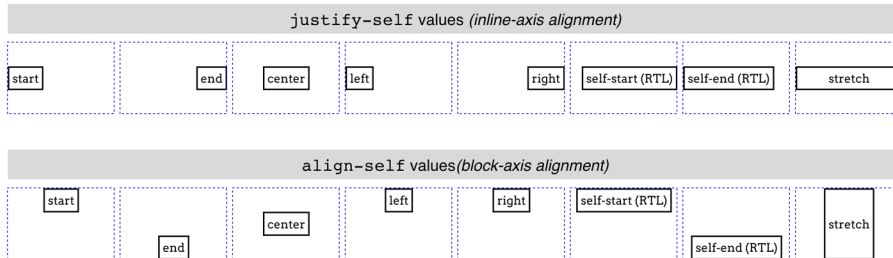 justify-self values (inline-axis alignment)
start end center left right self-start (RTL) self-end (RTL) stretch
align-self values(block-axis alignment)
start left right self-start (RTL)
center stretch
end self-end (RTL)